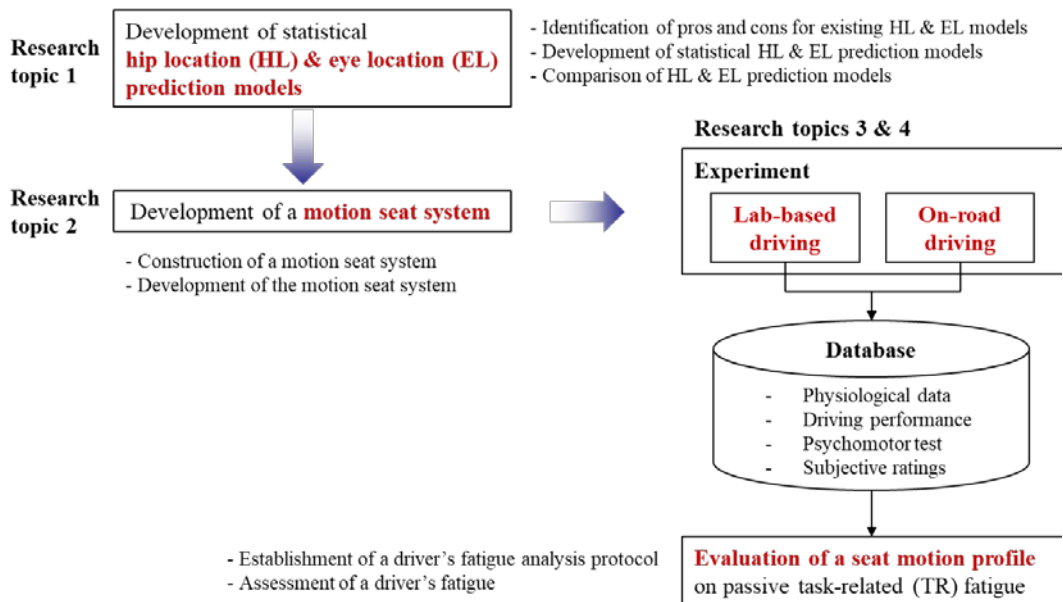 Research
topic 1
Development of statistical
hip location (HL) & eye location (EL)
prediction models
- Identification of pros and cons for existing HL & EL models
- Development of statistical HL & EL prediction models
- Comparison of HL & EL prediction models
Research
topic 2
Development of a motion seat system
- Construction of a motion seat system
- Development of the motion seat system
Research topics 3 & 4
Experiment
Lab-based
driving
On-road
driving
Database
- Physiological data
- Driving performance
- Psychomotor test
- Subjective ratings
- Establishment of a driver's fatigue analysis protocol
- Assessment of a driver's fatigue
Evaluation of a seat motion profile
on passive task-related (TR) fatigue